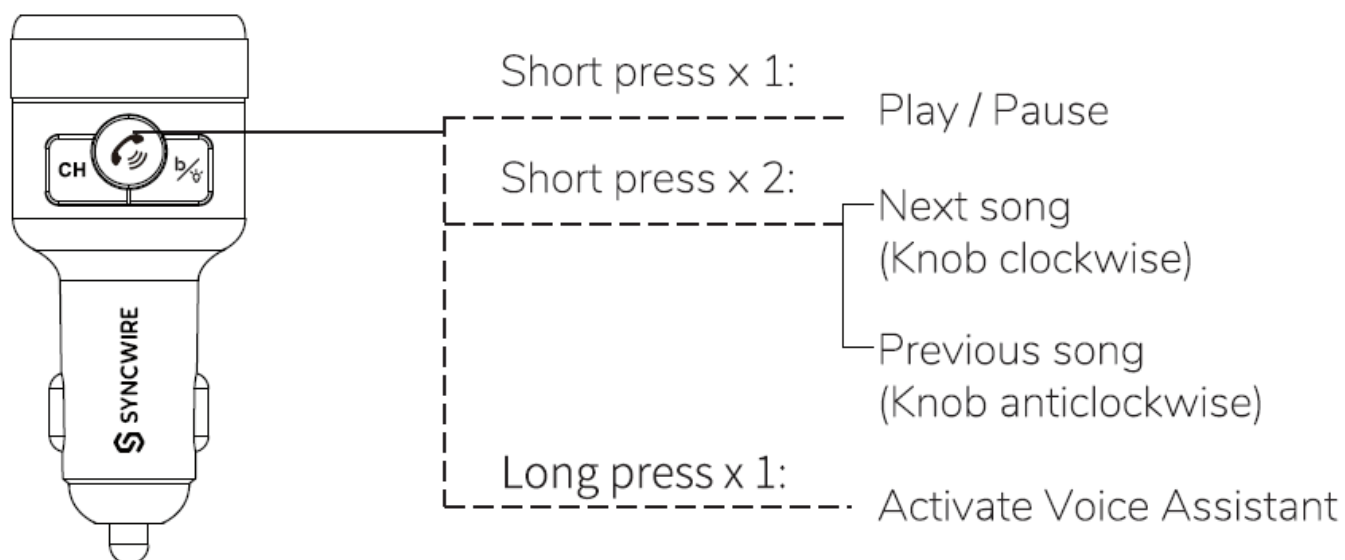 Short press x 1:
Play / Pause
CH
b/
Short press x 2:
Next song
(Knob clockwise)
Previous song
(Knob anticlockwise)
SYNCWIRE
Long press x 1:
Activate Voice Assistant